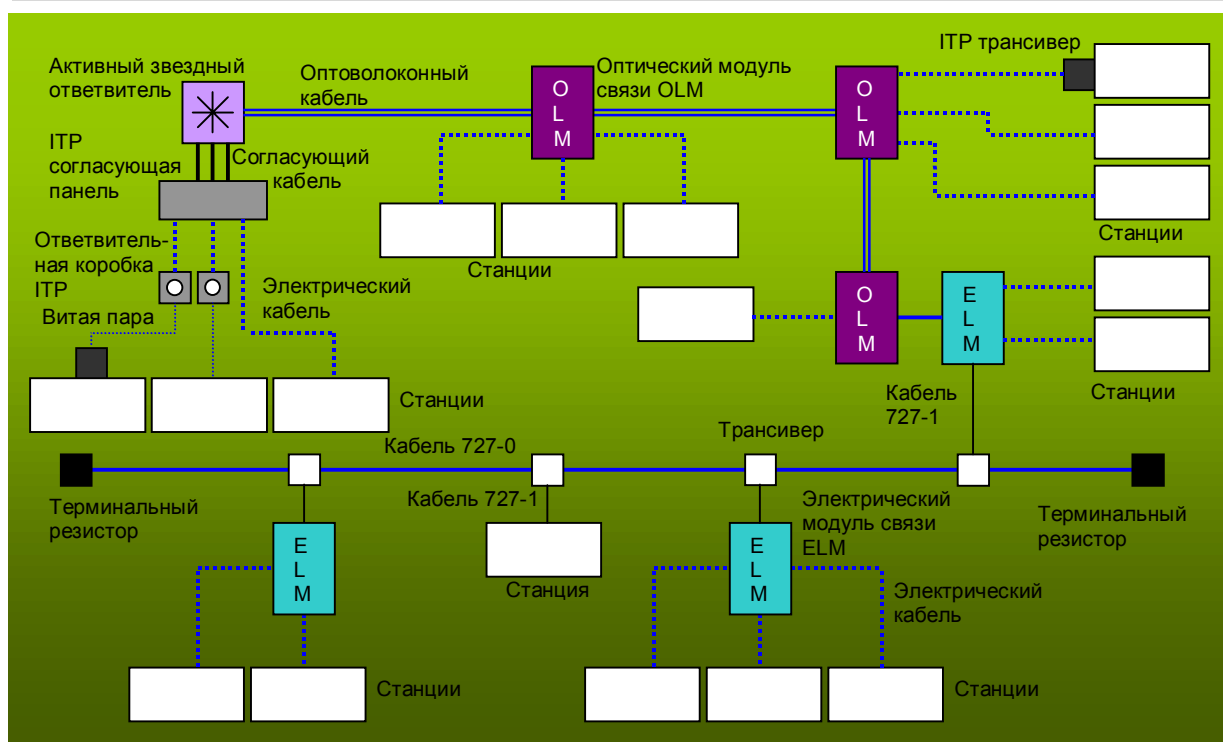 ITP трансивер
Активный звездный
ответвитель
Оптоволоконный
кабель
O
L
M
Оптический модуль
связи OLM
O
L
M
ITP
согласующая
панель
Согласующий
кабель
Станции
Ответвитель-
ная коробка
ITP
Электрический
кабель
Станции
Витая пара
O
L
M
E
L
M
Станции
Станции
Кабель
727-1
Кабель 727-0
Трансивер
Терминальный
резистор
Кабель 727-1
Электрический
модуль связи
ELM
Терминальный
резистор
E
L
M
Станция
E
L
M
Электрический
кабель
Станции
Станции